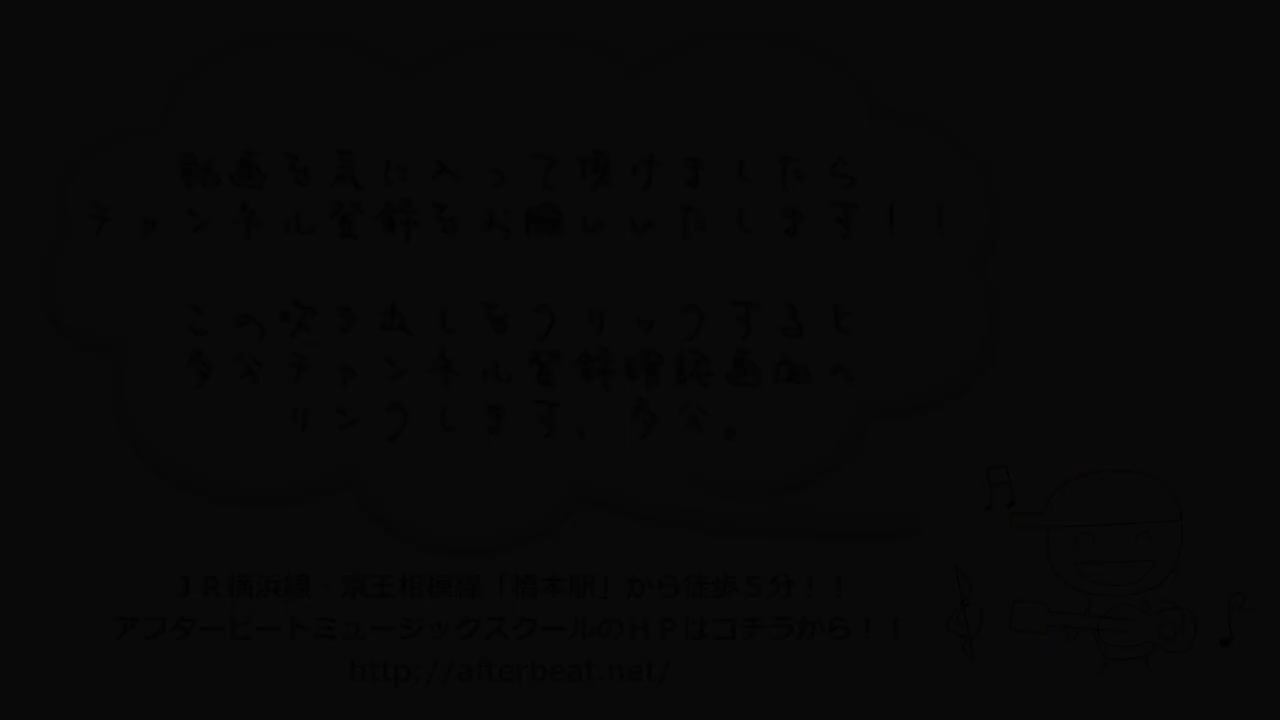 動画を気に入って頂けましたら
チャンネル登録をお願いいたします！！
この吹き出しをクリックすると
多分チャンネル登録確認画面へ
リンクします、多分。
ＪＲ横浜線・京王相模線「橋本駅」から徒歩５分！！
アフタービートミュージックスクールのＨＰはコチラから！！
http://afterbeat.net/